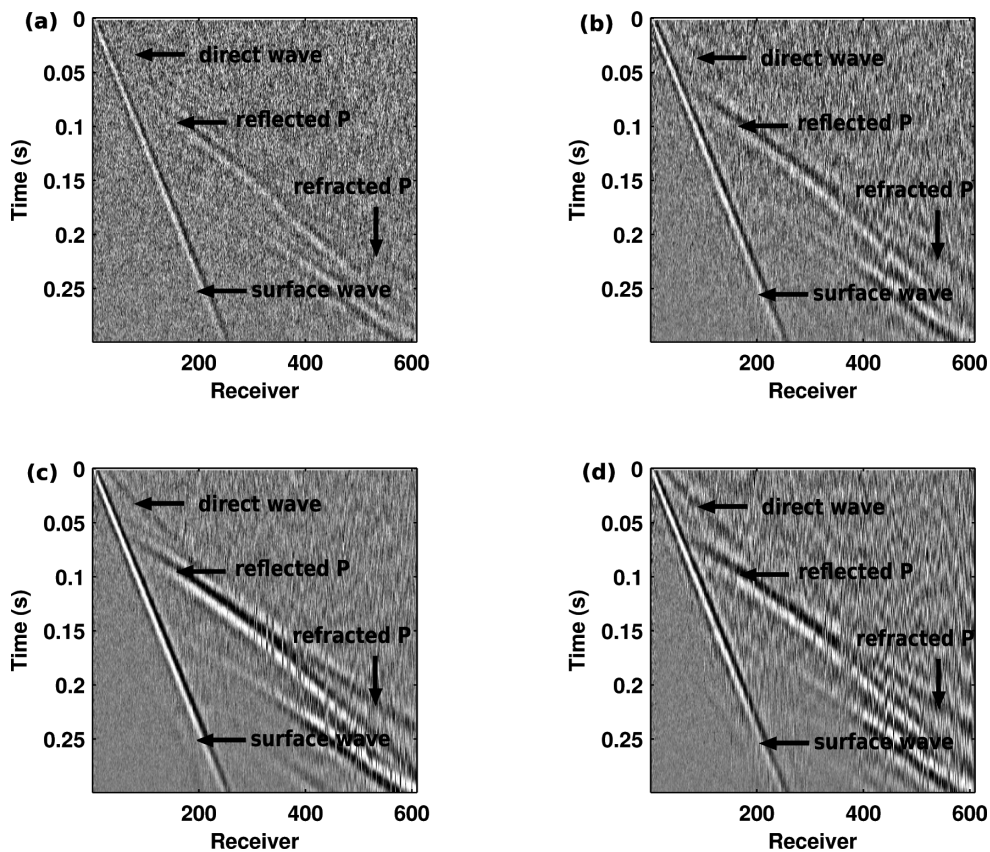 (a)
0
direct wave
0.05
reflected P
0.1
0.15
refracted P
0.2
0.25
surface wave
Time (s)
200
400
600
Receiver
(b)
0
direct wave
0.05
reflected P
0.1
0.15
refracted P
0.2
0.25
surface wave
Time (s)
200
400
600
Receiver
(c)
0
direct wave
0.05
reflected P
0.1
0.15
refracted P
0.2
0.25
surface wave
Time (s)
200
400
600
Receiver
(d)
0
direct wave
0.05
reflected P
0.1
0.15
refracted P
0.2
0.25
surface wave
Time (s)
200
400
600
Receiver